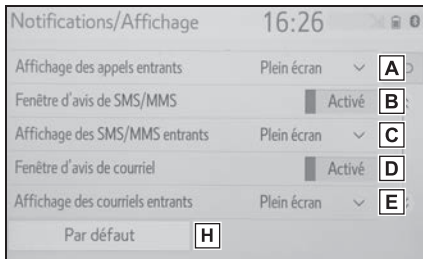 Notifications/Affichage 16:26
Affichage des appels entrants Plein écran A
Fenêtre d'avis de SMS/MMS Activé B
Affichage des SMS/MMS entrants Plein écran C
Fenêtre d'avis de courriel Activé D
Affichage des courriels entrants Plein écran E
Par défaut H